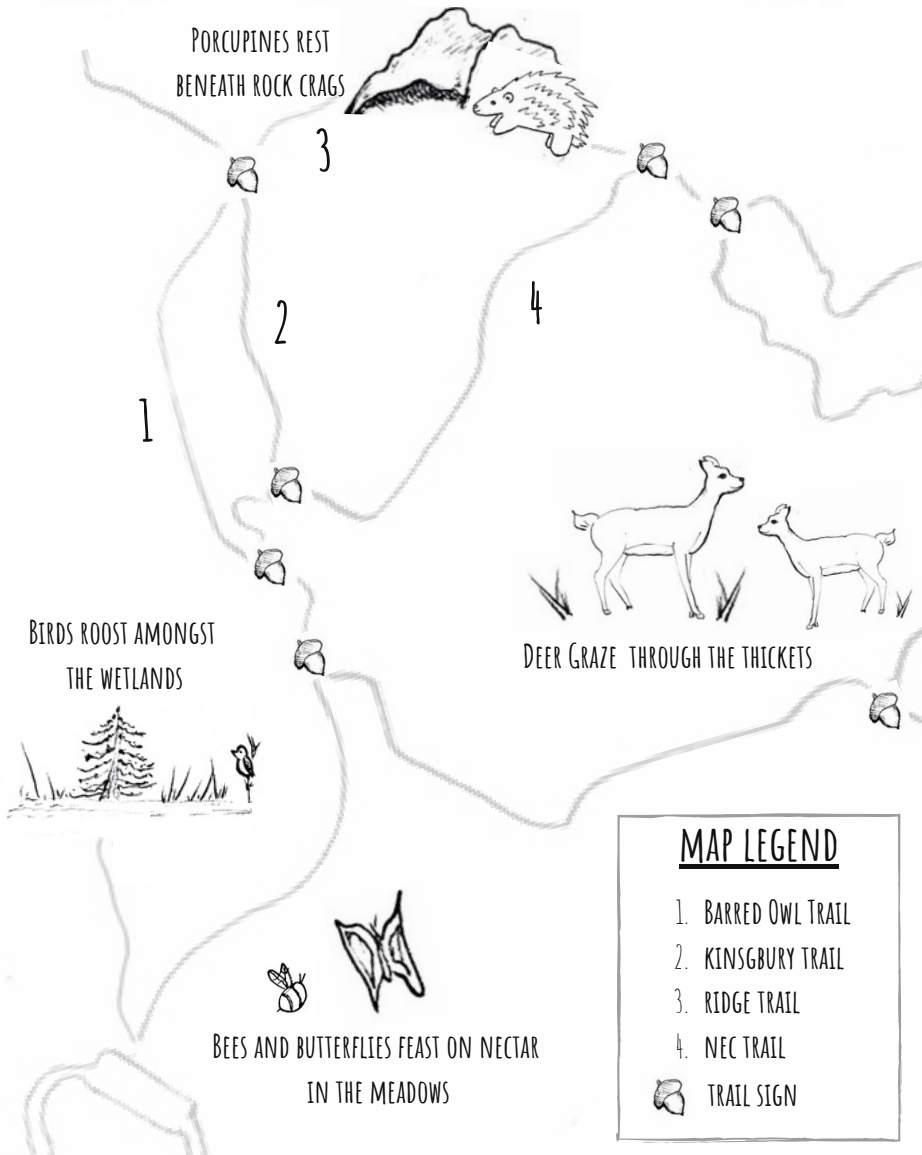 PORCUPINES REST
BENEATH ROCK CRAGS
3
2
4
1
BIRDS ROOST AMONGST
THE WETLANDS
DEER GRAZE THROUGH THE THICKETS
BEES AND BUTTERFLIES FEAST ON NECTAR
IN THE MEADOWS
MAP LEGEND
1. BARRED OWL TRAIL
2. KINSGBURY TRAIL
3. RIDGE TRAIL
4. NEC TRAIL
TRAIL SIGN